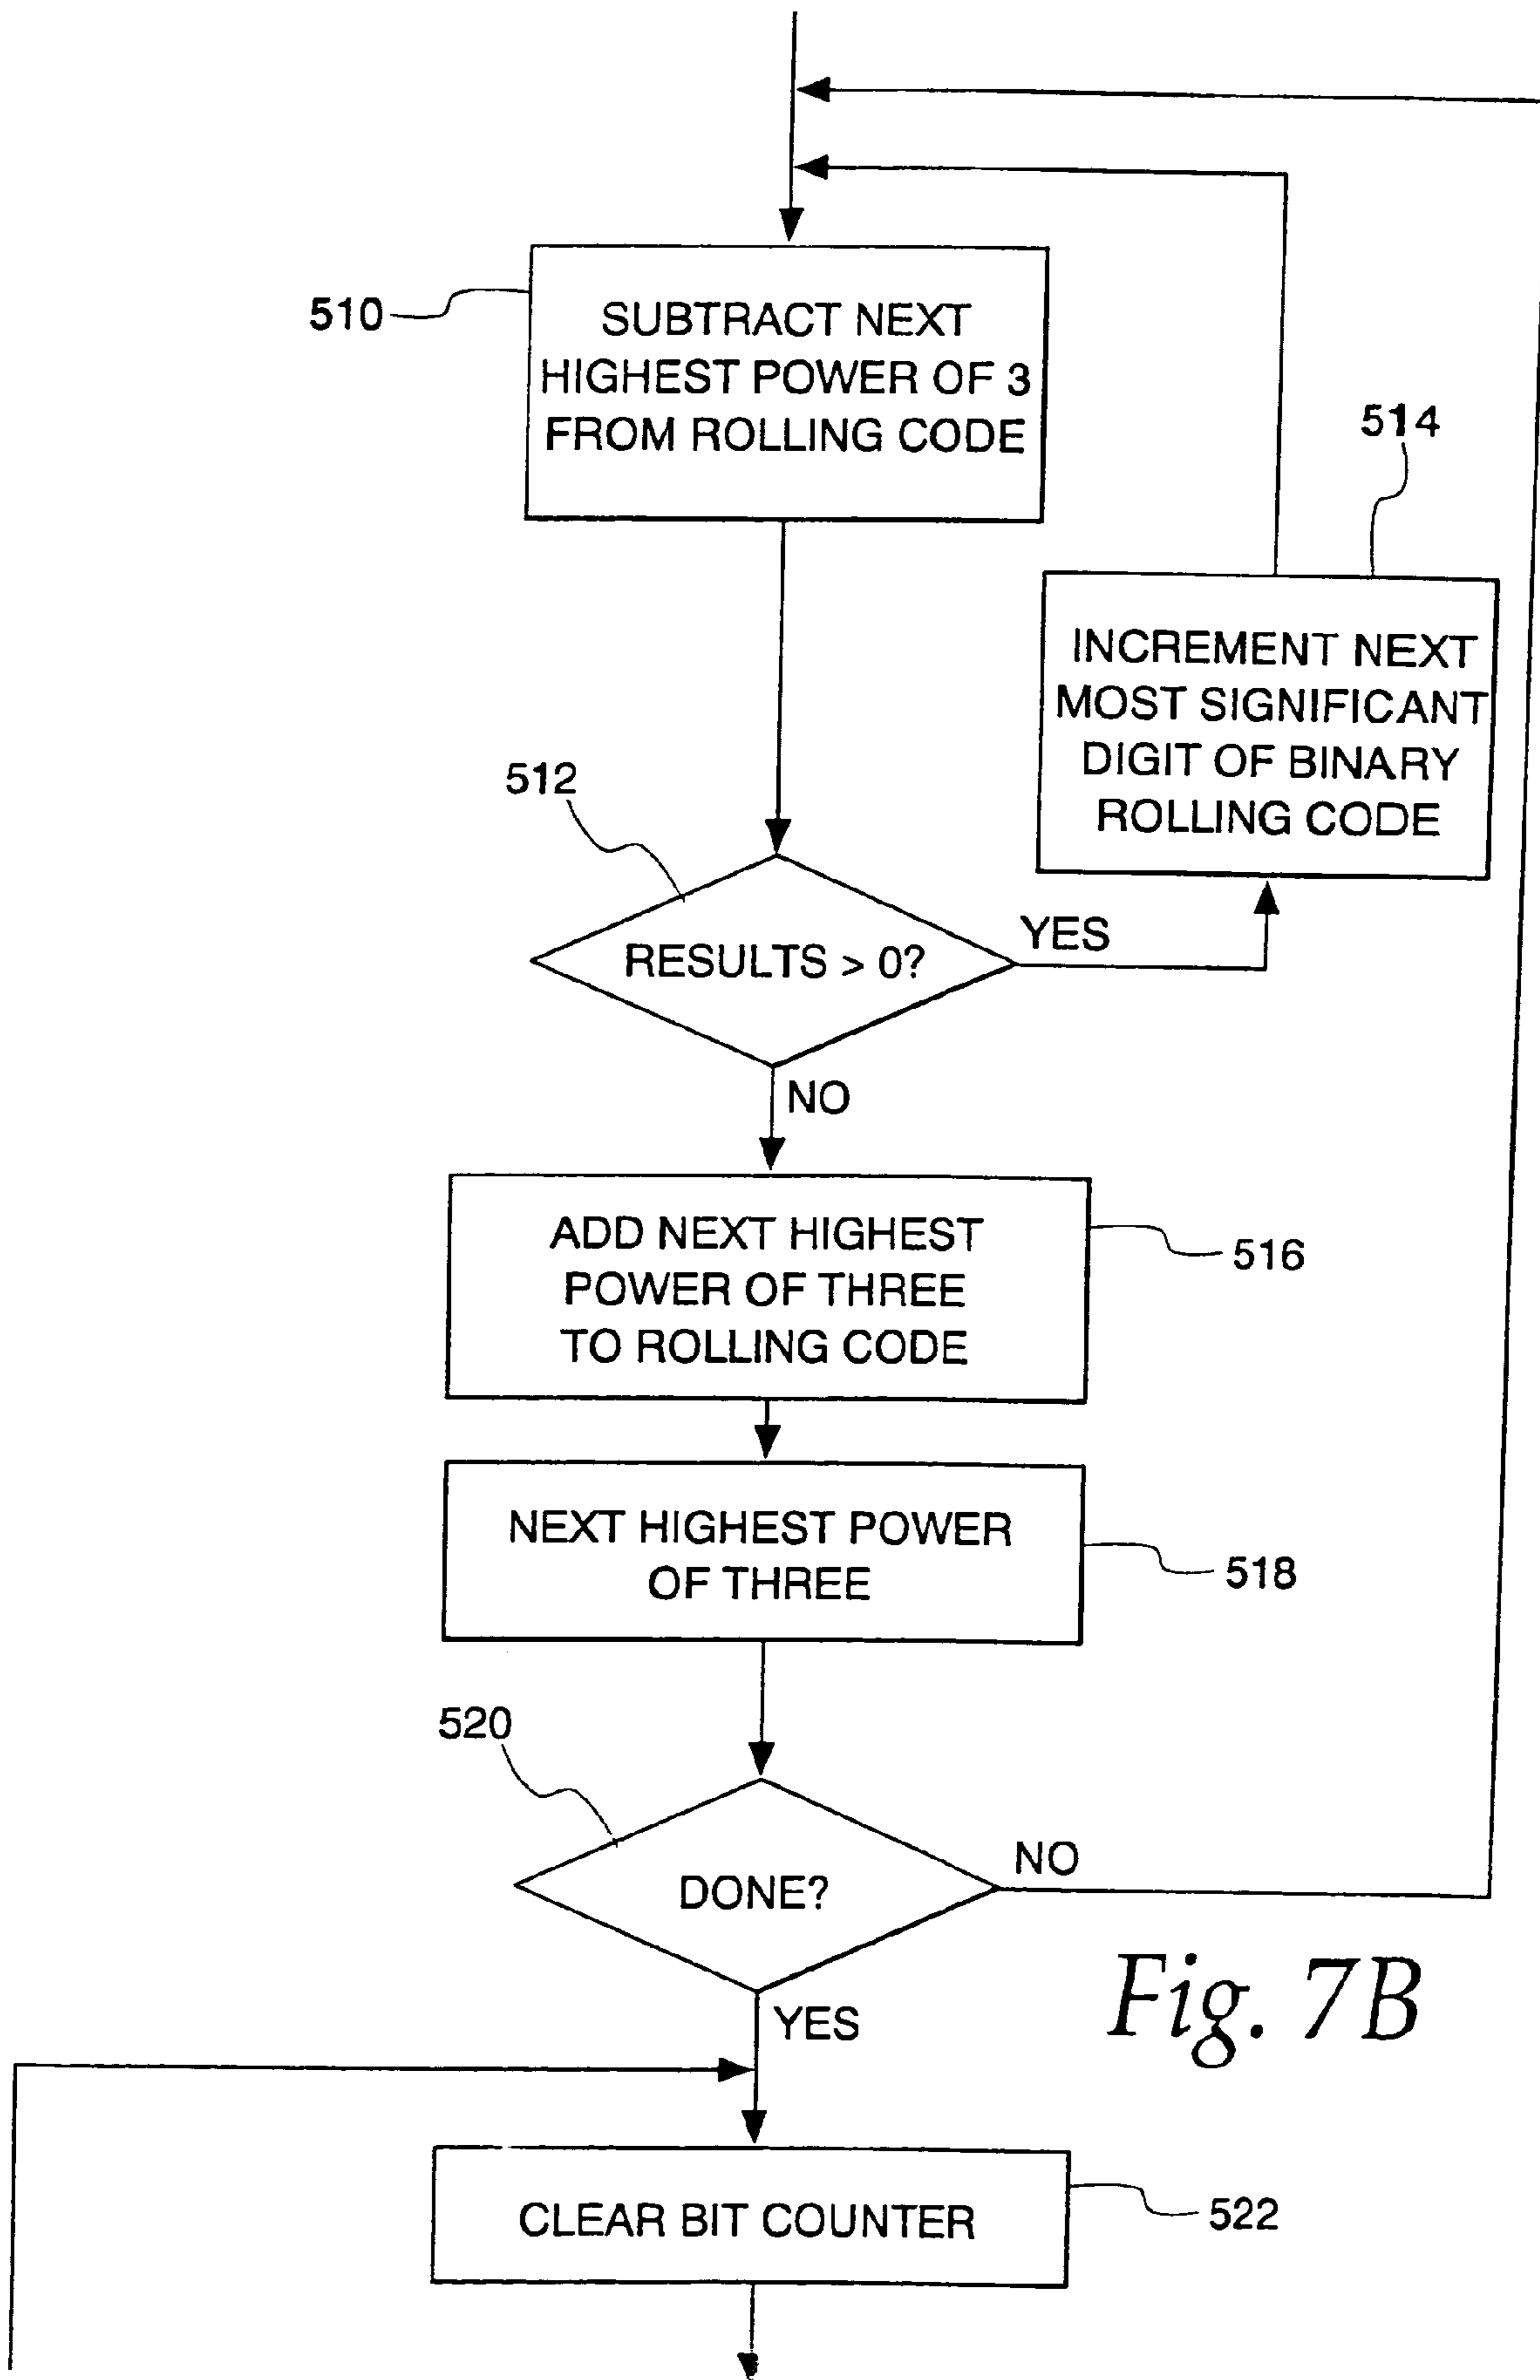 510
SUBTRACT NEXT
HIGHEST POWER OF 3
FROM ROLLING CODE
514
INCREMENT NEXT
MOST SIGNIFICANT
DIGIT OF BINARY
ROLLING CODE
512
RESULTS > 0?
YES
NO
ADD NEXT HIGHEST
POWER OF THREE
TO ROLLING CODE
516
NEXT HIGHEST POWER
OF THREE
518
520
DONE?
NO
YES
Fig. 7B
CLEAR BIT COUNTER
522